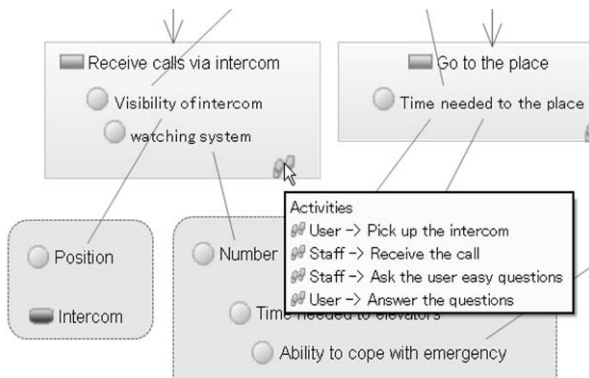 Receive calls via intercom
Visibility of intercom
watching system
Go to the place
Time needed to the place
Activities
User -> Pick up the intercom
Staff -> Receive the call
Staff -> Ask the user easy questions
User -> Answer the questions
Position
Intercom
Number
Time needed to elevators
Ability to cope with emergency